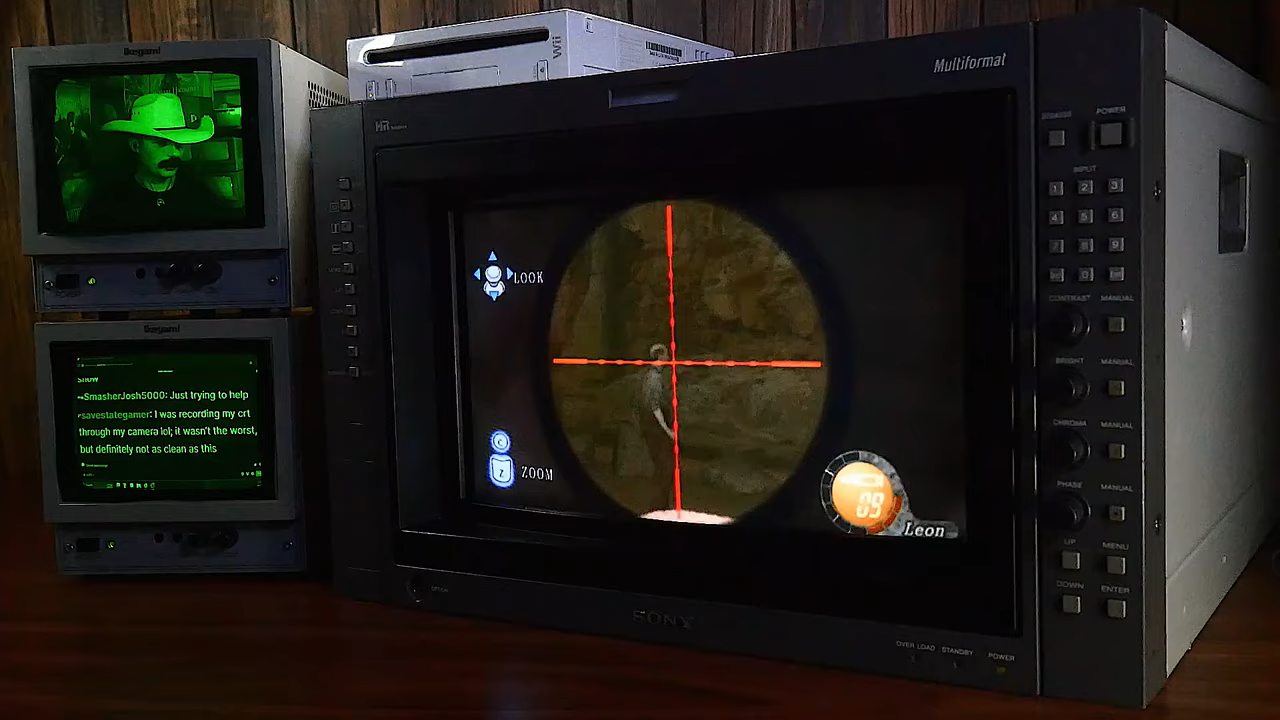 ikegami
Wii
Multiformat
HR
POWER
INPUT
1 2 3
4 5 6
7 8 9
0
CONTRAST MANUAL
BRIGHT MANUAL
CHROMA MANUAL
PHASE MANUAL
UP MENU
DOWN ENTER
LOOK
ZOOM
09
Leon
ikegami
show
SmasherJosh5000: Just trying to help
savestategamer: I was recording my crt
through my camera lol; it wasn't the worst,
but definitely not as clean as this
SONY
OVER LOAD STANDBY POWER